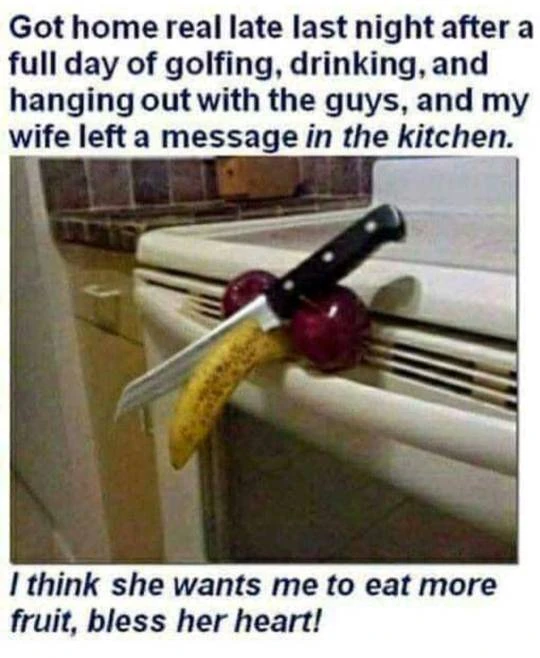 Got home real late last night after a
full day of golfing, drinking, and
hanging out with the guys, and my
wife left a message in the kitchen.
I think she wants me to eat more
fruit, bless her heart!